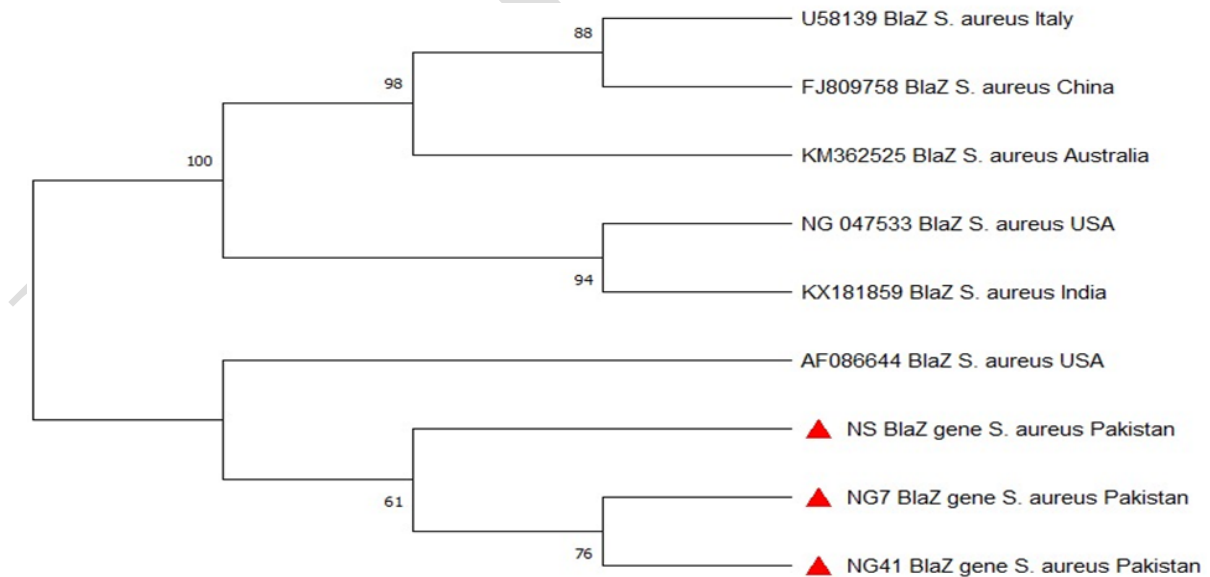 U58139 BlaZ S. aureus Italy
88
FJ809758 BlaZ S. aureus China
98
KM362525 BlaZ S. aureus Australia
100
NG 047533 BlaZ S. aureus USA
94
KX181859 BlaZ S. aureus India
AF086644 BlaZ S. aureus USA
NS BlaZ gene S. aureus Pakistan
61
NG7 BlaZ gene S. aureus Pakistan
76
NG41 BlaZ gene S. aureus Pakistan